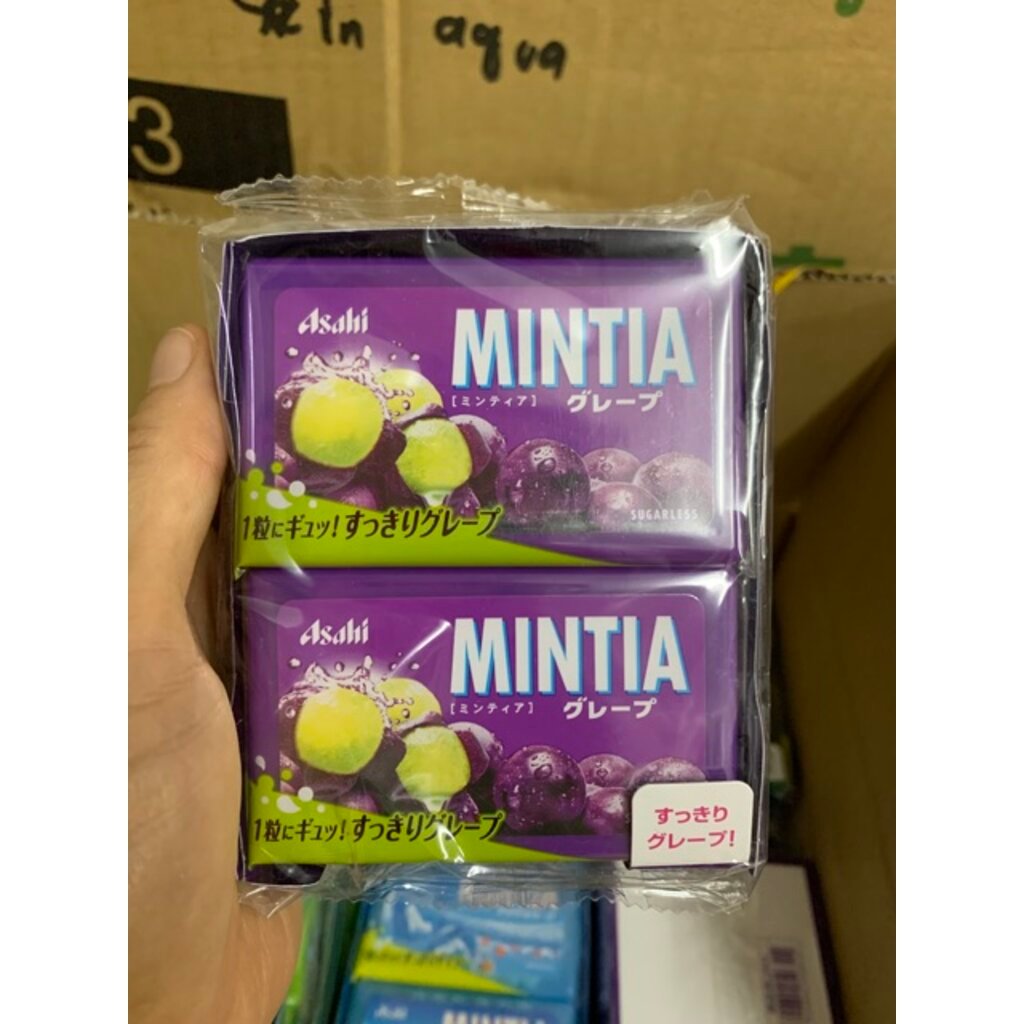 in aqua
3
Asahi
MINTIA
[ミンティア] グレープ
SUGARLESS
1粒にギュッ!すっきりグレープ
Asahi
MINTIA
[ミンティア] グレープ
1粒にギュッ!すっきりグレープ
すっきり
グレープ!
Asahi MINTIA